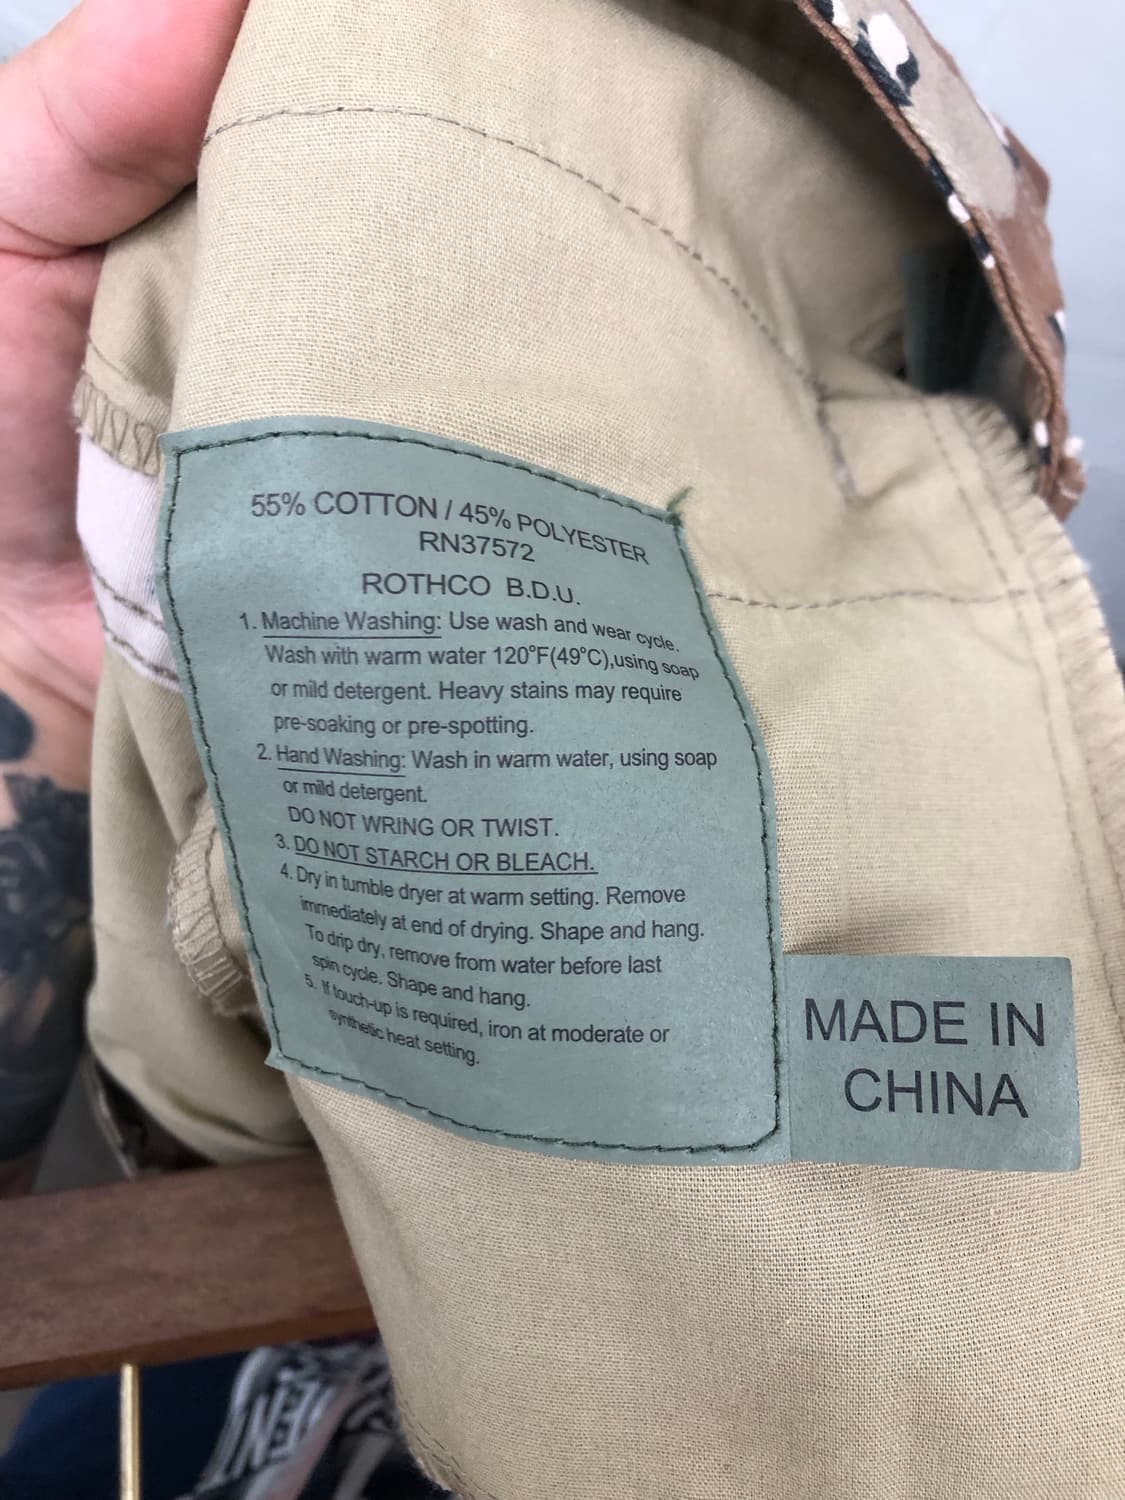 55% COTTON / 45% POLYESTER
RN37572
ROTHCO B.D.U.
1. Machine Washing: Use wash and wear cycle.
Wash with warm water 120°F(49°C),using soap
or mild detergent. Heavy stains may require
pre-soaking or pre-spotting.
2. Hand Washing: Wash in warm water, using soap
or mild detergent.
DO NOT WRING OR TWIST.
3. DO NOT STARCH OR BLEACH.
4. Dry in tumble dryer at warm setting. Remove
immediately at end of drying. Shape and hang.
To drip dry, remove from water before last
spin cycle. Shape and hang.
5. If touch-up is required, iron at moderate or
synthetic heat setting.
MADE IN
CHINA